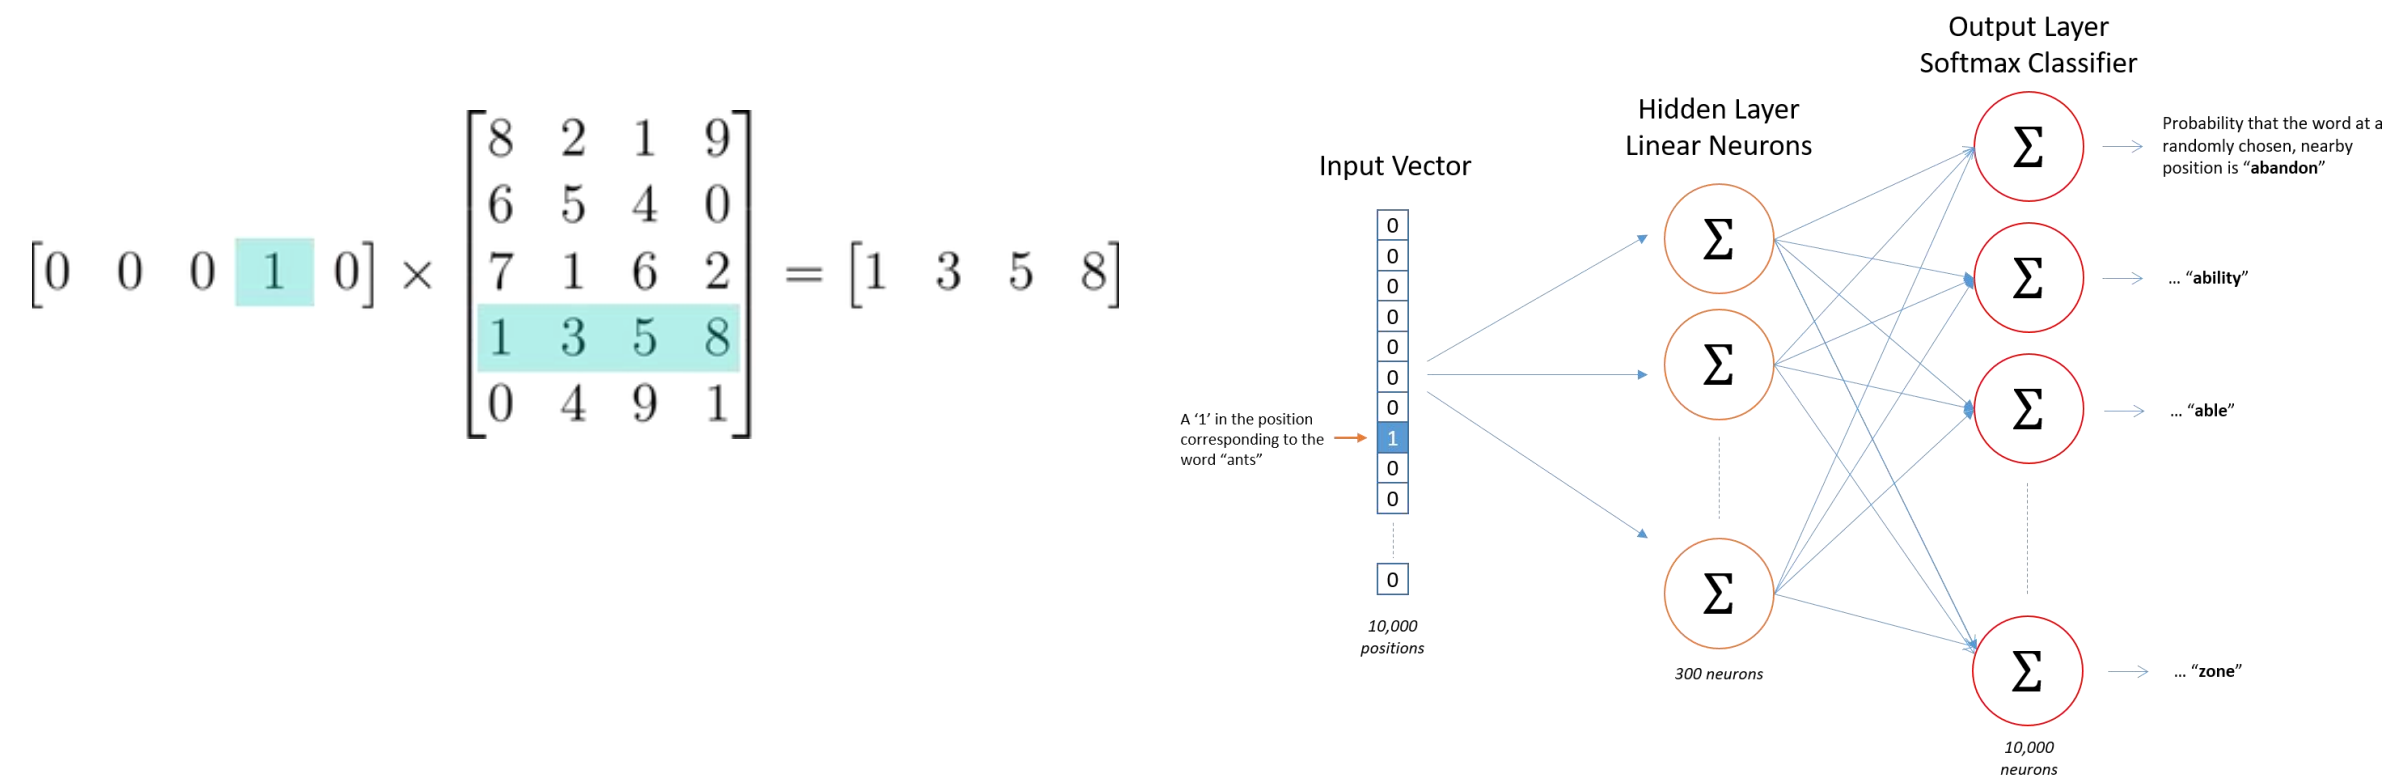 [0 0 0 1 0] × [8 2 1 9
6 5 4 0
7 1 6 2
1 3 5 8
0 4 9 1] = [1 3 5 8]
Input Vector
0
0
0
0
0
0
0
1
0
0
0
A ‘1’ in the position
corresponding to the
word “ants”
10,000
positions
Hidden Layer
Linear Neurons
Σ
Σ
Σ
300 neurons
Output Layer
Softmax Classifier
Σ
Σ
Σ
Σ
10,000
neurons
Probability that the word at a
randomly chosen, nearby
position is “abandon”
... “ability”
... “able”
... “zone”